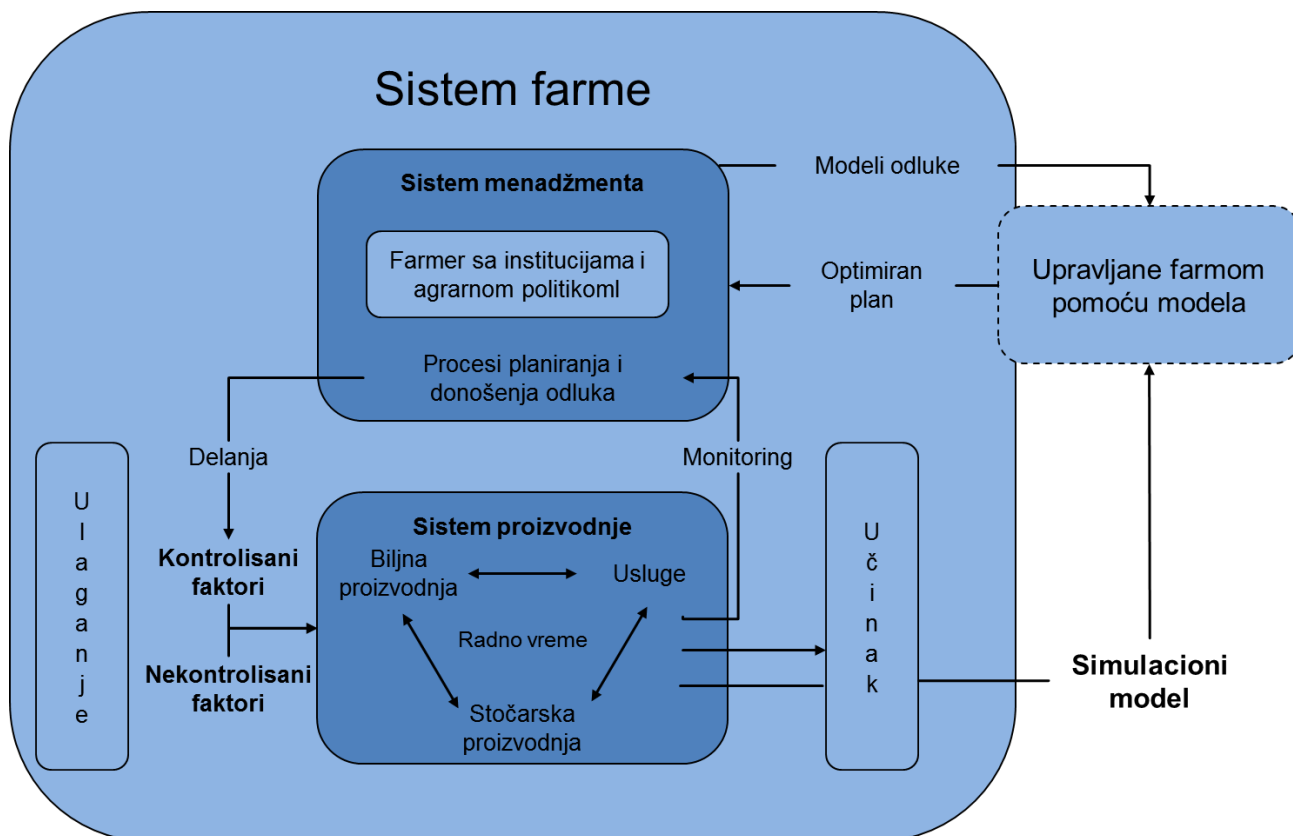 Sistem farme
Sistem menadžmenta
Farmer sa institucijama i
agrarnom politikoml
Procesi planiranja i
donošenja odluka
Modeli odluke
Optimiran
plan
Upravljane farmom
pomoću modela
Delanja
Monitoring
Ulaganje
Kontrolisani
faktori
Nekontrolisani
faktori
Sistem proizvodnje
Biljna
proizvodnja
Usluge
Radno vreme
Stočarska
proizvodnja
Učinak
Simulacioni
model